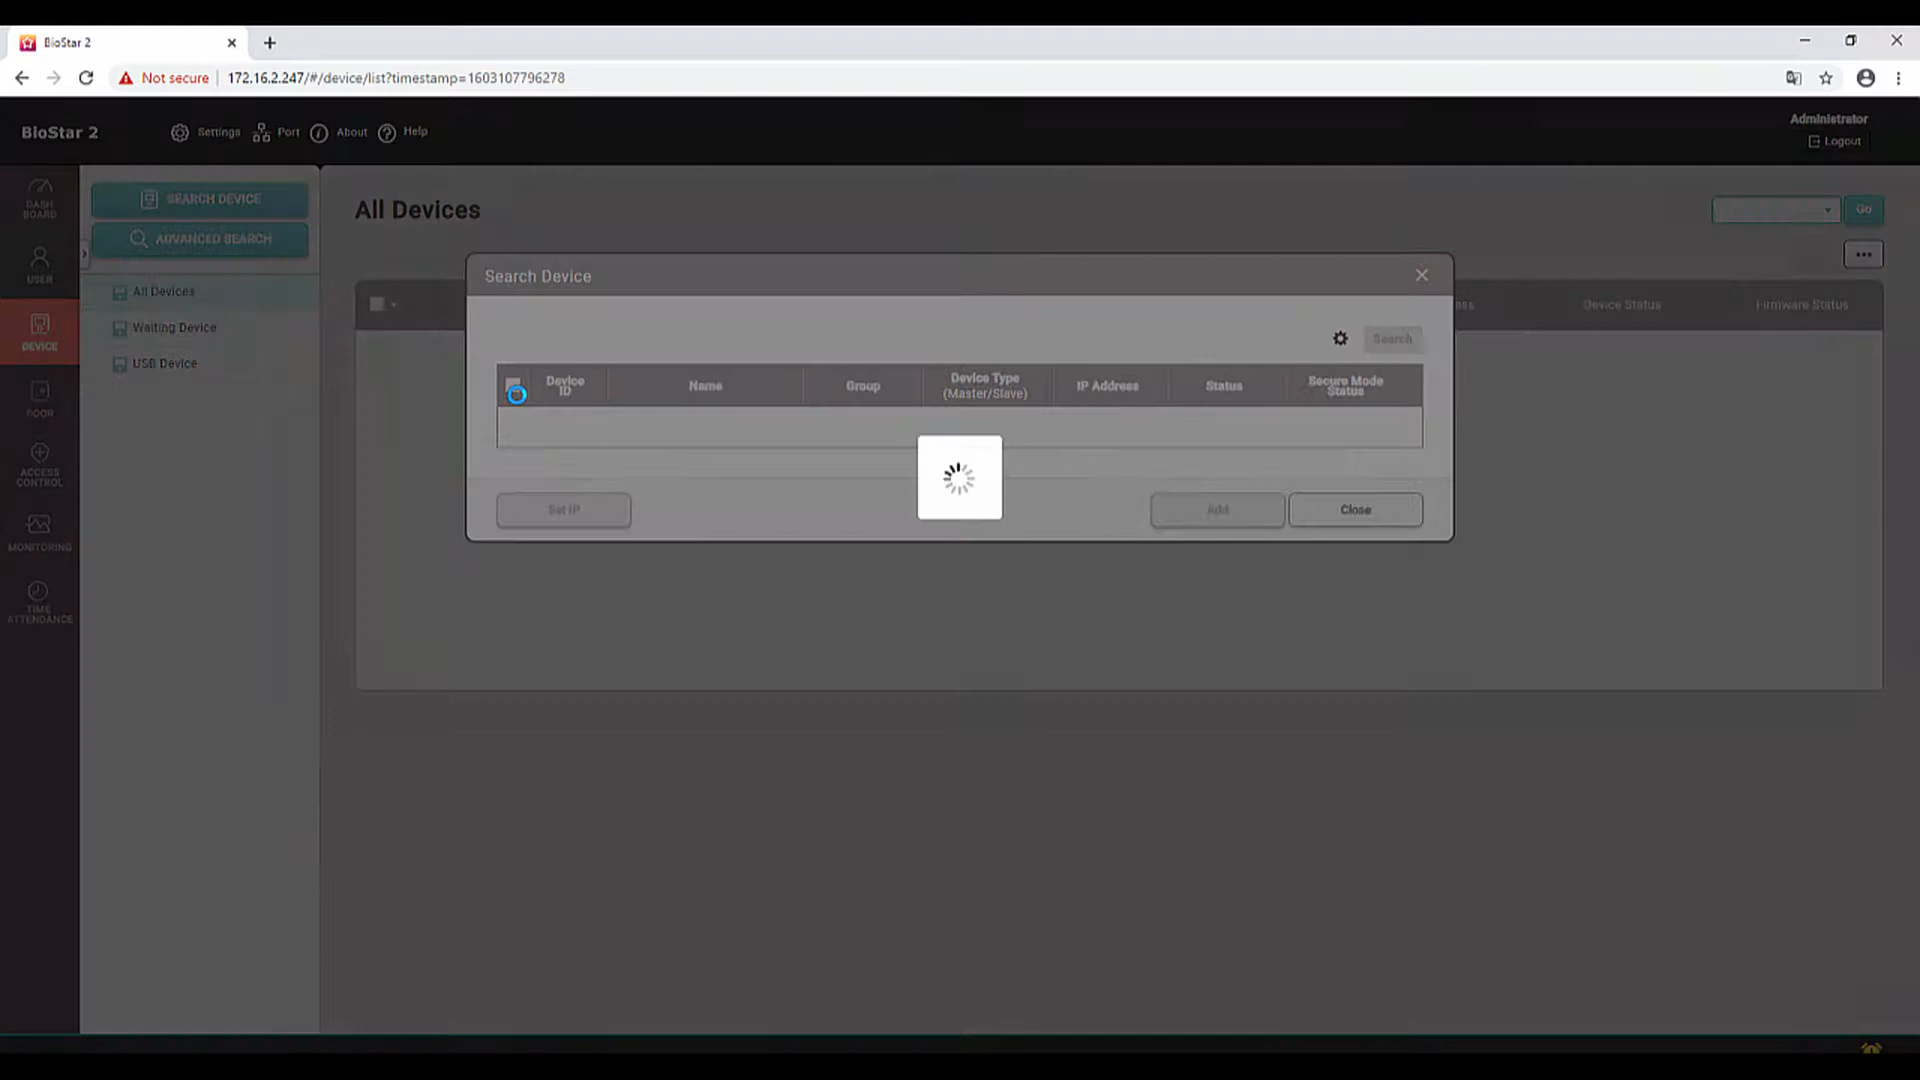 BioStar 2
Not secure
172.16.2.247/#/device/list?timestamp=1603107796278
BioStar 2
Settings
Port
About
Help
Administrator
Logout
DASH
BOARD
USER
DEVICE
DOOR
ACCESS
CONTROL
MONITORING
TIME
ATTENDANCE
SEARCH DEVICE
ADVANCED SEARCH
All Devices
Waiting Device
USB Device
All Devices
Go
Device Status
Firmware Status
Search Device
Search
Device
ID
Name
Group
Device Type
(Master/Slave)
IP Address
Status
Secure Mode
Status
Set IP
Add
Close